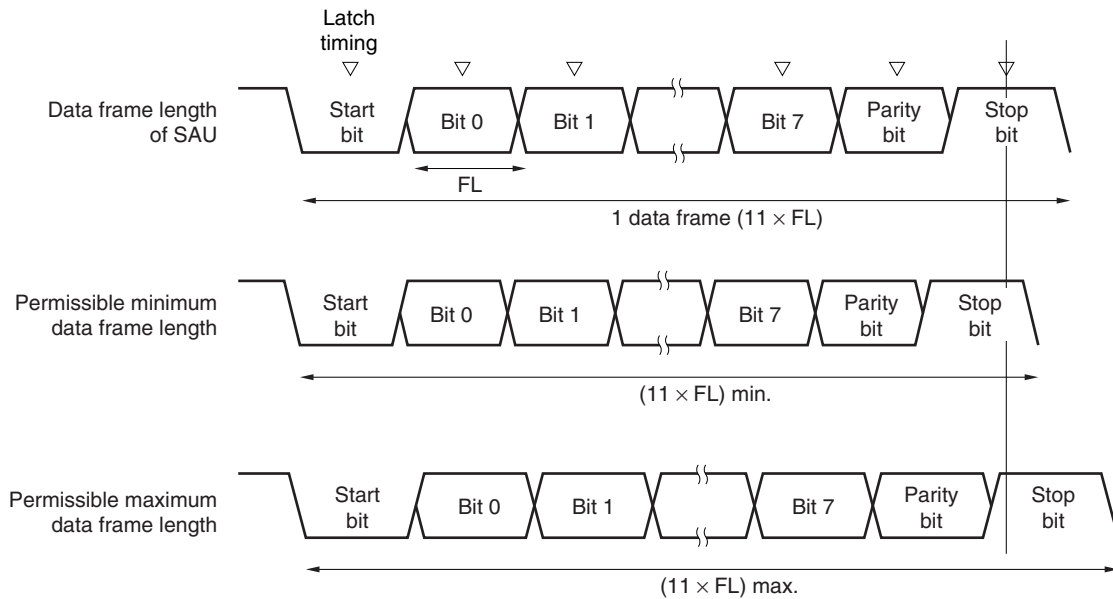 Latch
timing
Data frame length
of SAU
Start
bit
Bit 0
Bit 1
Bit 7
Parity
bit
Stop
bit
FL
1 data frame (11 × FL)
Permissible minimum
data frame length
Start
bit
Bit 0
Bit 1
Bit 7
Parity
bit
Stop
bit
(11 × FL) min.
Permissible maximum
data frame length
Start
bit
Bit 0
Bit 1
Bit 7
Parity
bit
Stop
bit
(11 × FL) max.